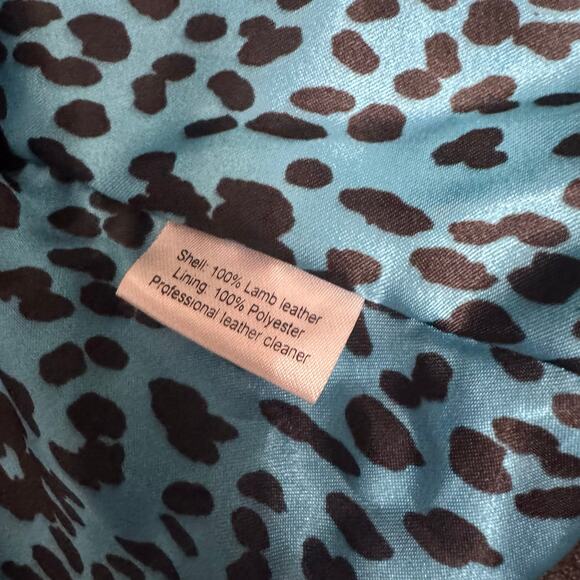 Shell: 100% Lamb leather
Lining: 100% Polyester
Professional leather cleaner